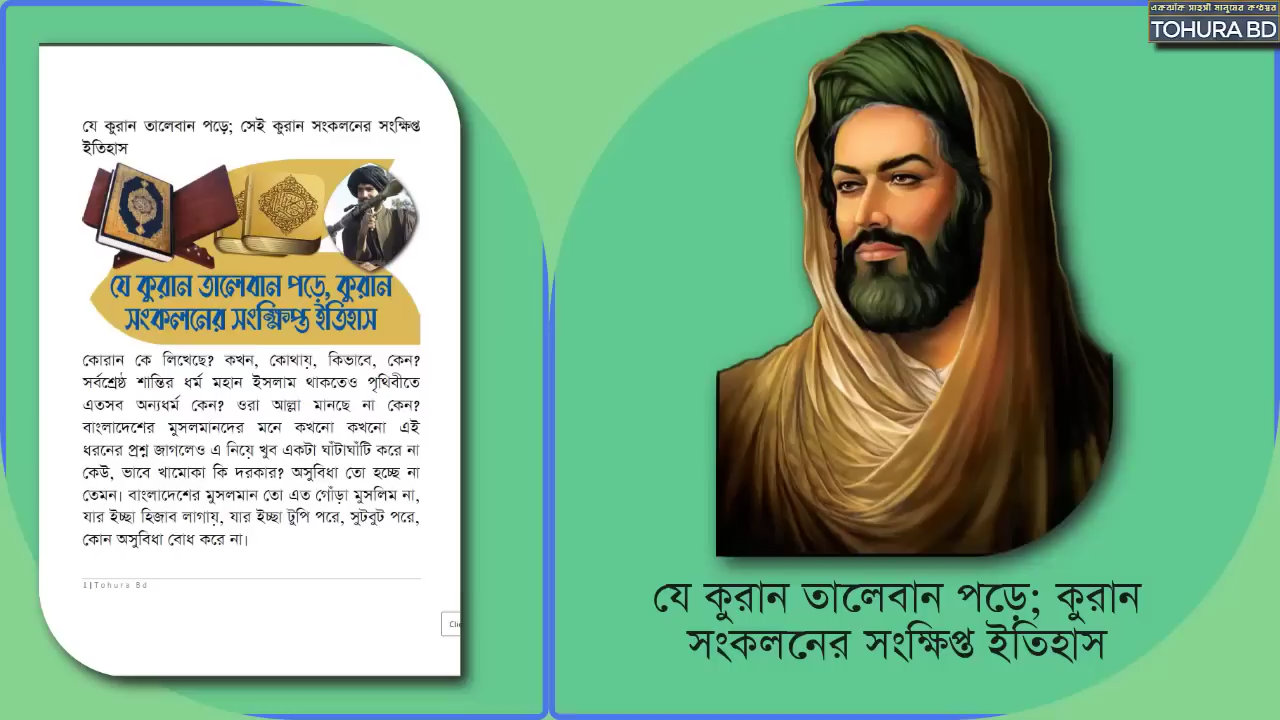 একঝাঁক সাহসী মানুষের কণ্ঠস্বর
TOHURA BD
যে কুরান তালেবান পড়ে; সেই কুরান সংকলনের সংক্ষিপ্ত
ইতিহাস
যে কুরান তালেবান পড়ে, কুরান
সংকলনের সংক্ষিপ্ত ইতিহাস
কোরান কে লিখেছে? কখন, কোথায়, কিভাবে, কেন?
সর্বশ্রেষ্ঠ শান্তির ধর্ম মহান ইসলাম থাকতেও পৃথিবীতে
এতসব অন্যধর্ম কেন? ওরা আল্লা মানছে না কেন?
বাংলাদেশের মুসলমানদের মনে কখনো কখনো এই
ধরনের প্রশ্ন জাগলেও এ নিয়ে খুব একটা ঘাঁটাঘাঁটি করে না
কেউ, ভাবে খামোকা কি দরকার? অসুবিধা তো হচ্ছে না
তেমন। বাংলাদেশের মুসলমান তো এত গোঁড়া মুসলিম না,
যার ইচ্ছা হিজাব লাগায়, যার ইচ্ছা টুপি পরে, সুটবুট পরে,
কোন অসুবিধা বোধ করে না।
1|Tohura Bd
যে কুরান তালেবান পড়ে; কুরান
সংকলনের সংক্ষিপ্ত ইতিহাস